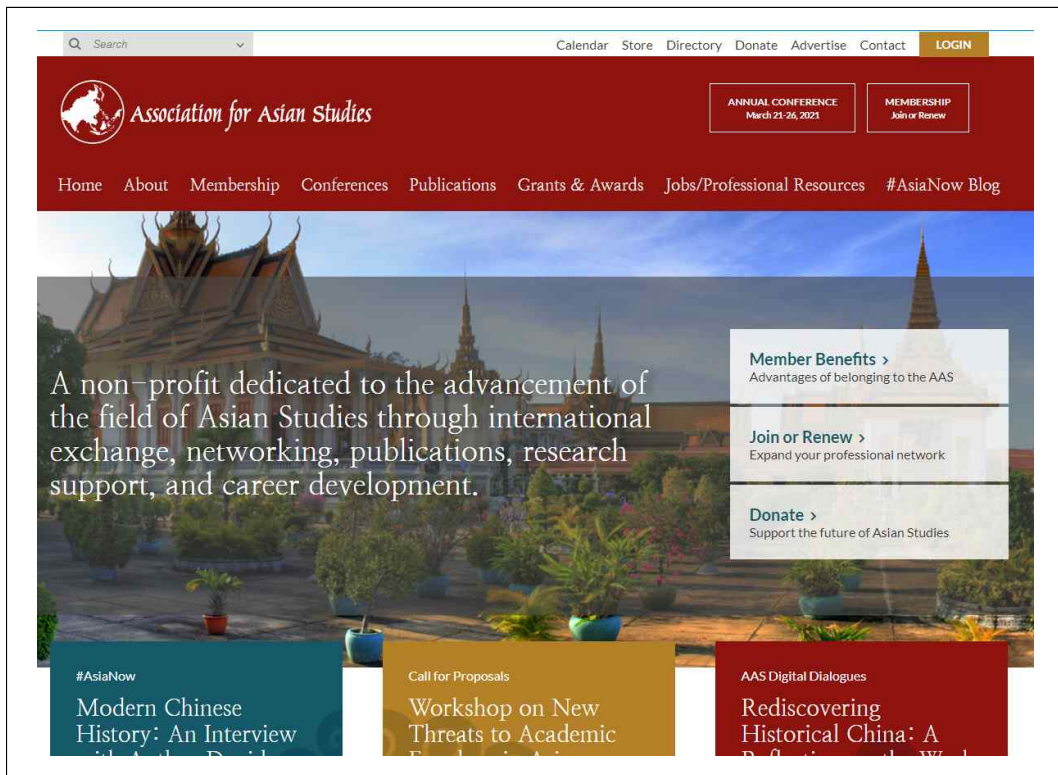 Search
Calendar Store Directory Donate Advertise Contact LOGIN
Association for Asian Studies
ANNUAL CONFERENCE
March 21-26, 2021
MEMBERSHIP
Join or Renew
Home About Membership Conferences Publications Grants & Awards Jobs/Professional Resources #AsiaNow Blog
A non-profit dedicated to the advancement of
the field of Asian Studies through international
exchange, networking, publications, research
support, and career development.
Member Benefits >
Advantages of belonging to the AAS
Join or Renew >
Expand your professional network
Donate >
Support the future of Asian Studies
#AsiaNow
Modern Chinese
History: An Interview
Call for Proposals
Workshop on New
Threats to Academic
AAS Digital Dialogues
Rediscovering
Historical China: A